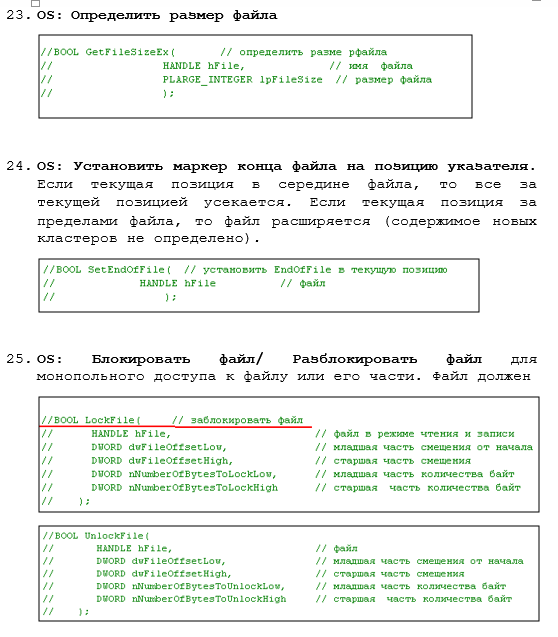 23. OS: Определить размер файла
//BOOL GetFileSizeEx( // определить разме рфайла
// HANDLE hFile, // имя файла
// PLARGE_INTEGER lpFileSize // размер файла
// );
24. OS: Установить маркер конца файла на позицию указателя.
Если текущая позиция в середине файла, то все за
текущей позицией усекается. Если текущая позиция за
пределами файла, то файл расширяется (содержимое новых
кластеров не определено).
//BOOL SetEndOfFile( // установить EndOfFile в текущую позицию
// HANDLE hFile // файл
// );
25. OS: Блокировать файл/ Разблокировать файл для
монопольного доступа к файлу или его части. Файл должен
//BOOL LockFile( // заблокировать файл
// HANDLE hFile, // файл в режиме чтения и записи
// DWORD dwFileOffsetLow, // младшая часть смещения от начала
// DWORD dwFileOffsetHigh, // старшая часть смещения
// DWORD nNumberOfBytesToLockLow, // младшая часть количества байт
// DWORD nNumberOfBytesToLockHigh // старшая часть количества байт
// );
//BOOL UnlockFile(
// HANDLE hFile, // файл
// DWORD dwFileOffsetLow, // младшая часть смещения от начала
// DWORD dwFileOffsetHigh, // старшая часть смещения
// DWORD nNumberOfBytesToUnlockLow, // младшая часть количества байт
// DWORD nNumberOfBytesToUnlockHigh // старшая часть количества байт
// );